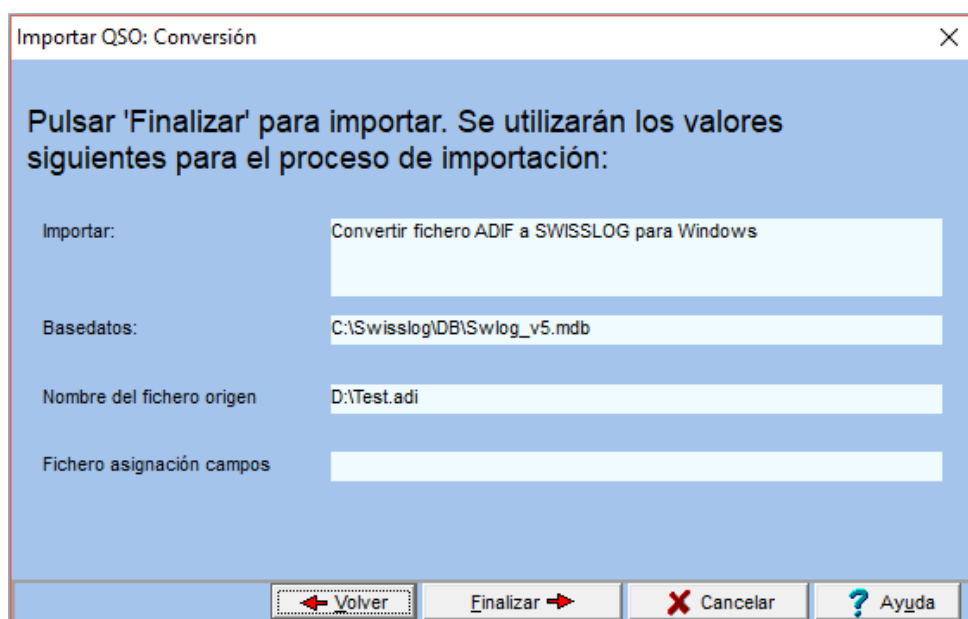 Importar QSO: Conversión
Pulsar 'Finalizar' para importar. Se utilizarán los valores
siguientes para el proceso de importación:
Importar: Convertir fichero ADIF a SWISSLOG para Windows
Basedatos: C:\Swisslog\DB\Swlog_v5.mdb
Nombre del fichero origen D:\Test.adi
Fichero asignación campos
Volver Finalizar Cancelar Ayuda